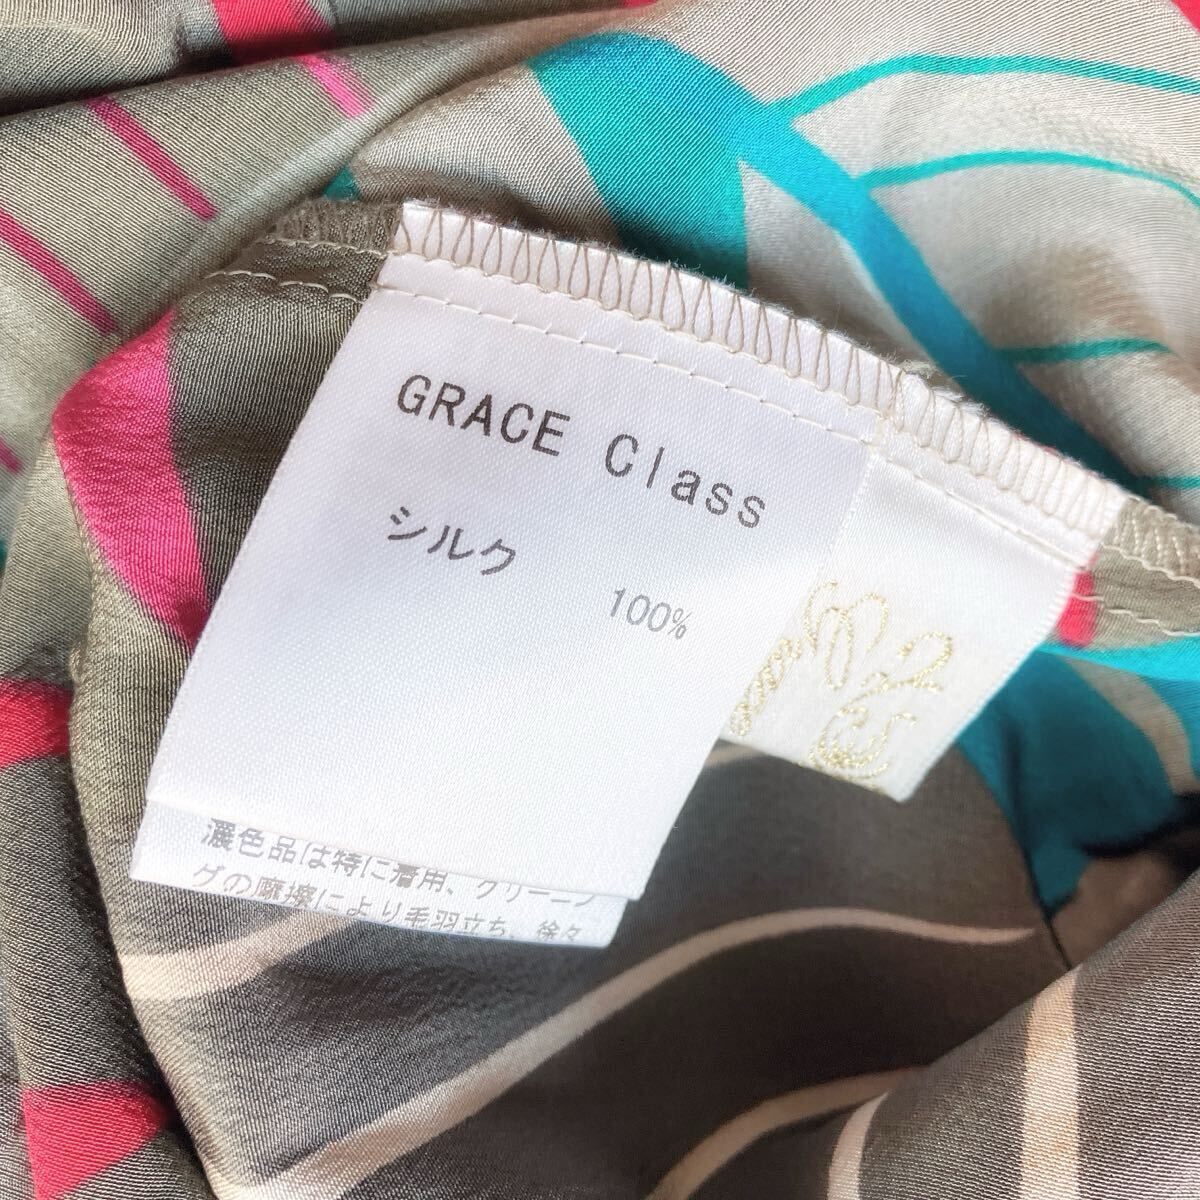 GRACE Class
シルク
100%
濃色品は特に着用、クリーニン
グの摩擦により毛羽立ち、徐々